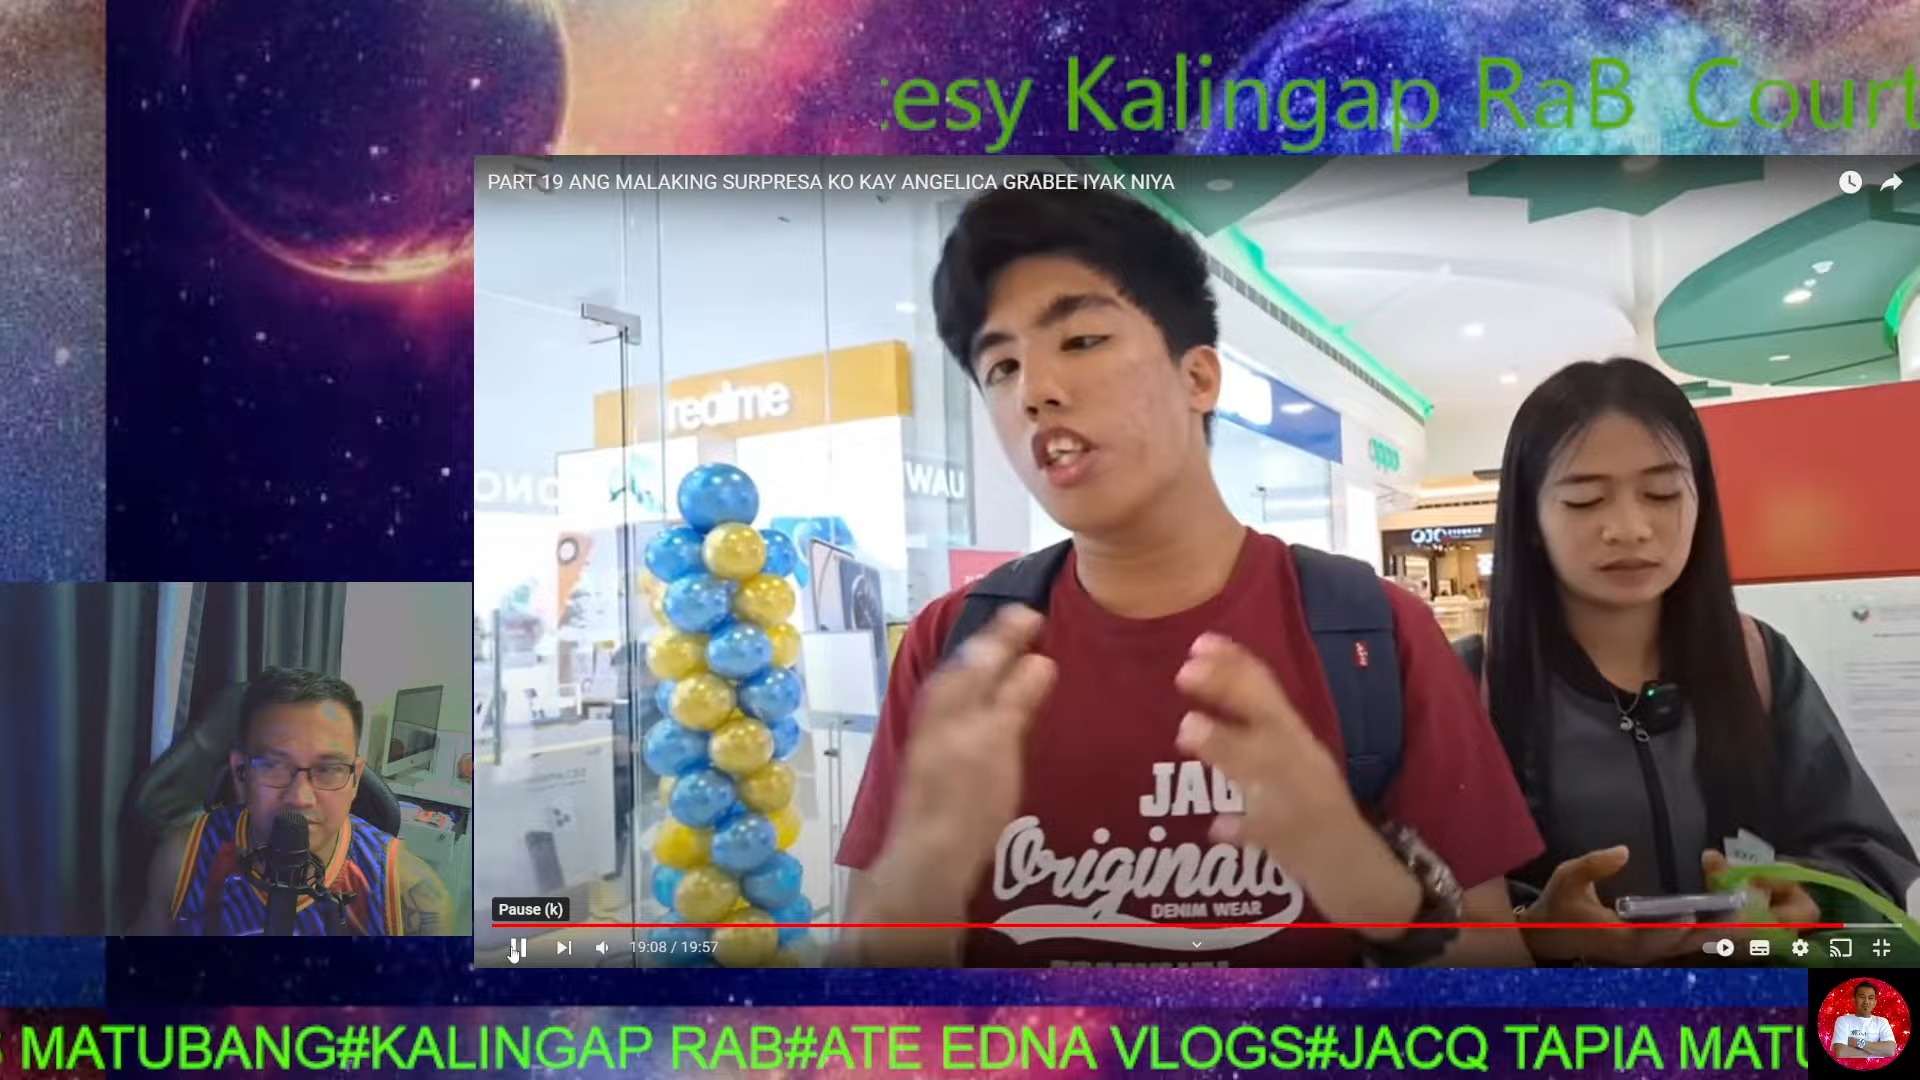 esy Kalingap RaB Court
PART 19 ANG MALAKING SURPRESA KO KAY ANGELICA GRABEE IYAK NIYA
realme
WAU
oppo
OJO
JAG
Originals
DENIM WEAR
Pause (k)
19:08 / 19:57
MATUBANG#KALINGAP RAB#ATE EDNA VLOGS#JACQ TAPIA MATU